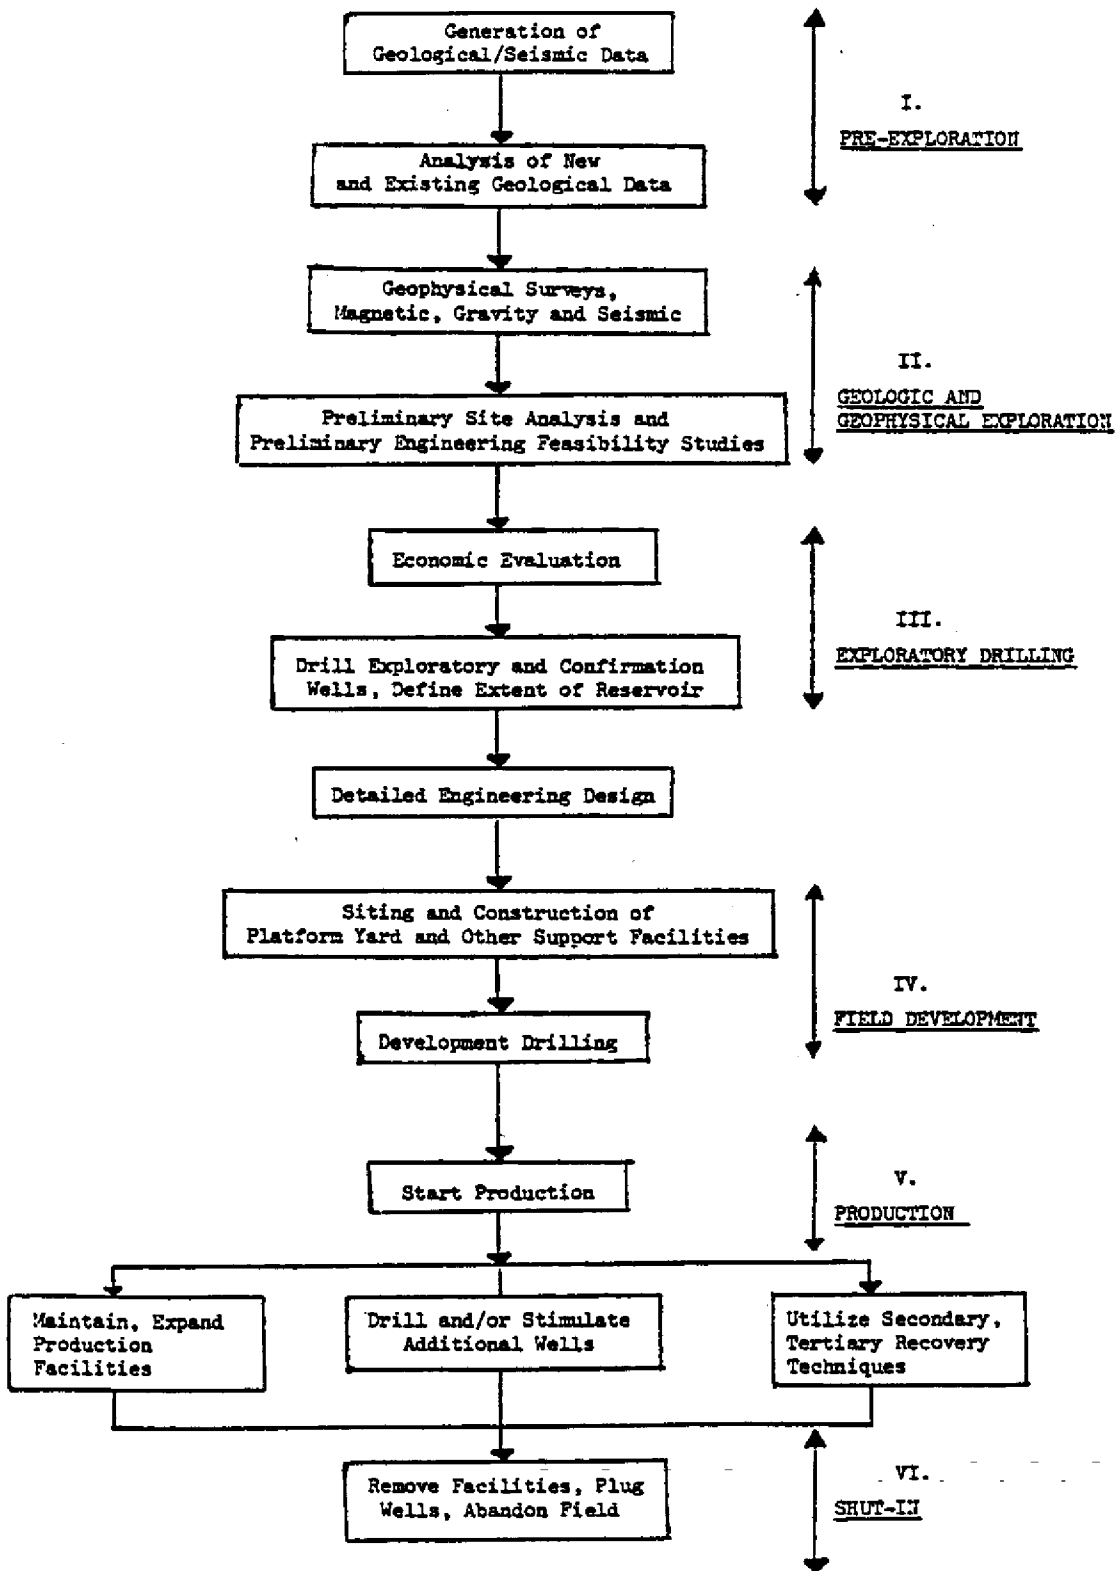 Generation of
Geological/Seismic Data
I.
PRE-EXPLORATION
Analysis of New
and Existing Geological Data
Geophysical Surveys,
Magnetic, Gravity and Seismic
II.
GEOLOGIC AND
GEOPHYSICAL EXPLORATION
Preliminary Site Analysis and
Preliminary Engineering Feasibility Studies
Economic Evaluation
III.
EXPLORATORY DRILLING
Drill Exploratory and Confirmation
Wells, Define Extent of Reservoir
Detailed Engineering Design
Siting and Construction of
Platform Yard and Other Support Facilities
IV.
FIELD DEVELOPMENT
Development Drilling
Start Production
V.
PRODUCTION
Maintain, Expand
Production
Facilities
Drill and/or Stimulate
Additional Wells
Utilize Secondary,
Tertiary Recovery
Techniques
Remove Facilities, Plug
Wells, Abandon Field
VI.
SHUT-IN